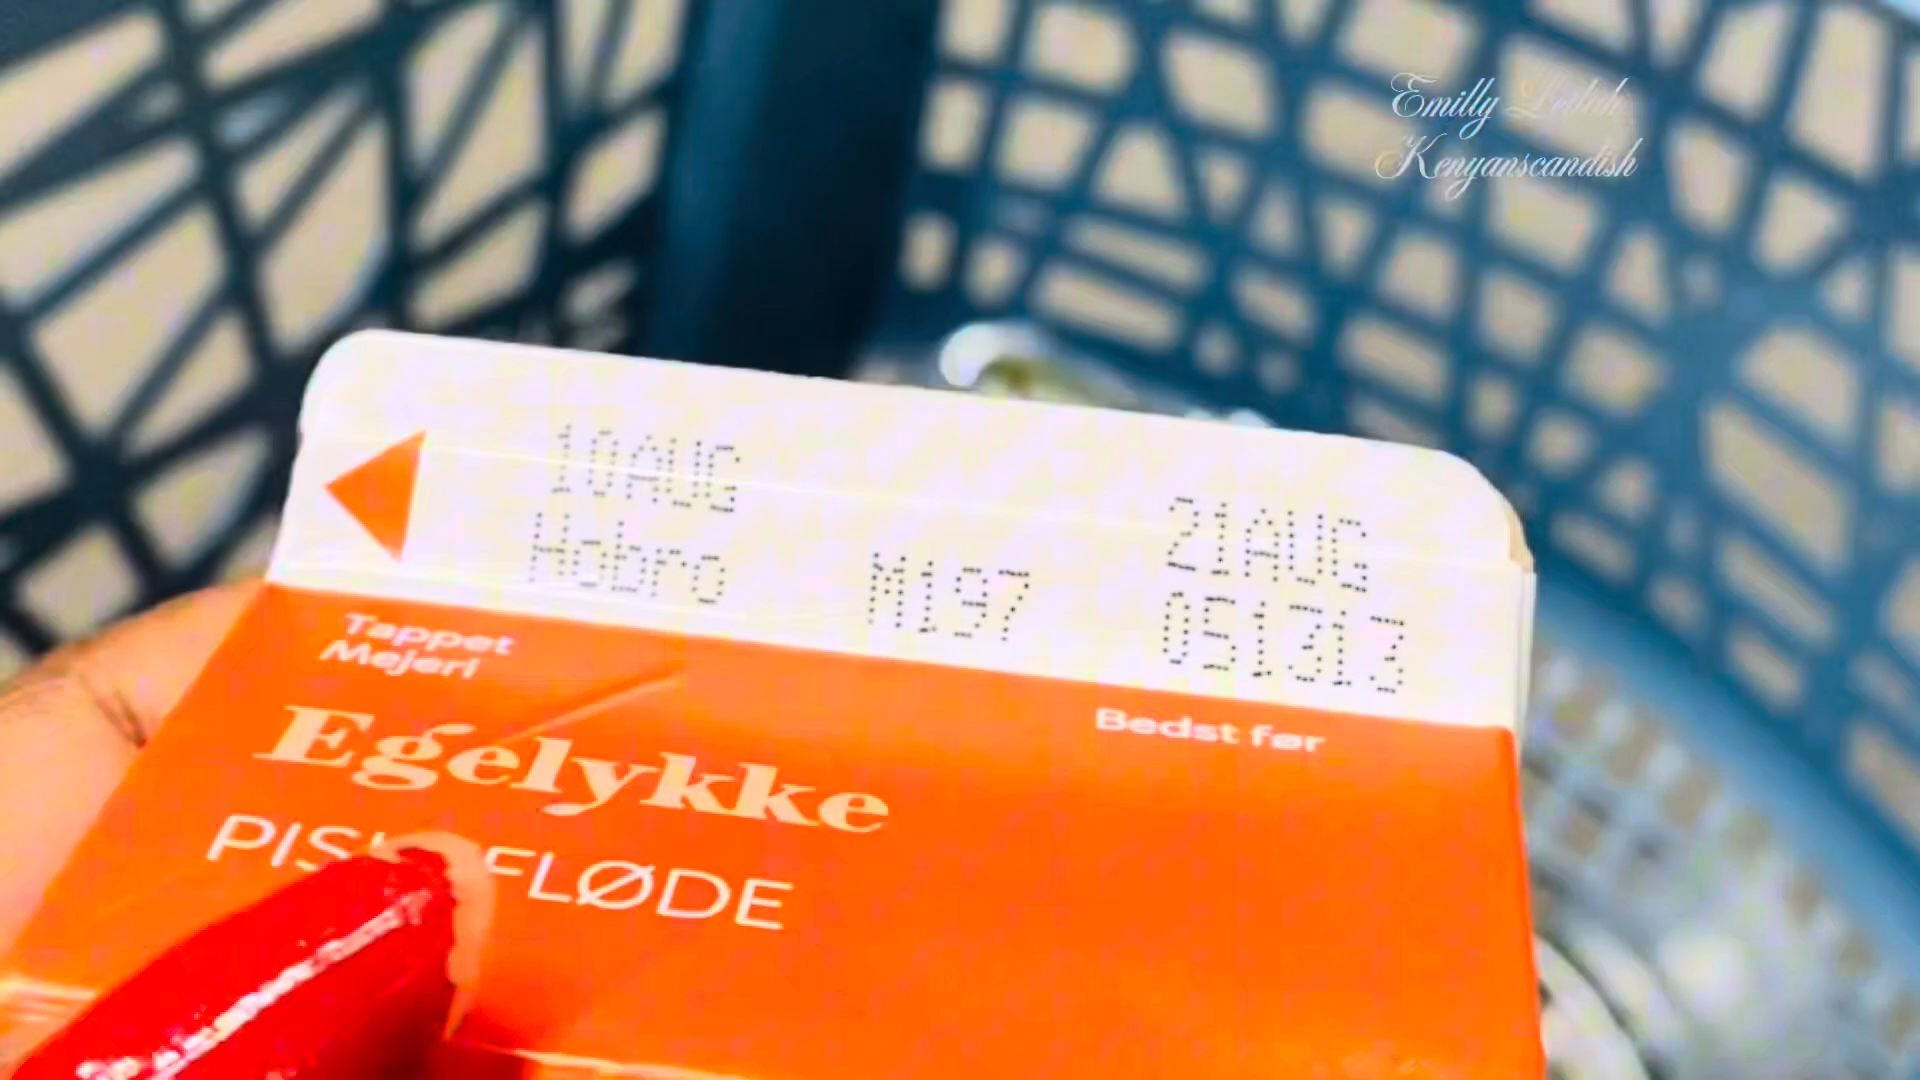 Emilly
Kenyanscandish
10AUG
Hobro
M197
21AUG
051313
Tappet
Mejeri
Bedst før
Egelykke
FLØDE